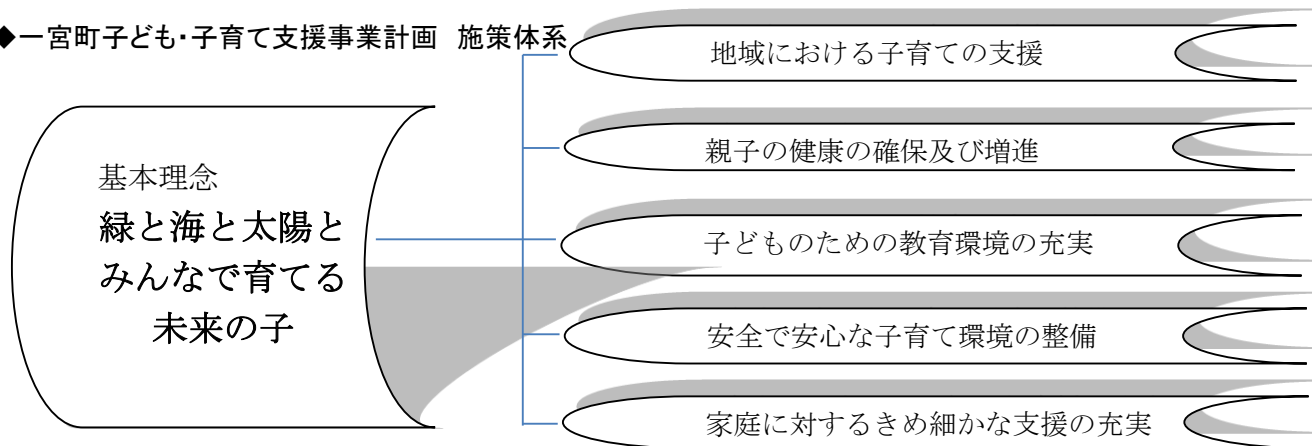 ◆一宮町子ども・子育て支援事業計画 施策体系
基本理念
緑と海と太陽と
みんなで育てる
未来の子
地域における子育ての支援
親子の健康の確保及び増進
子どものための教育環境の充実
安全で安心な子育て環境の整備
家庭に対するきめ細かな支援の充実